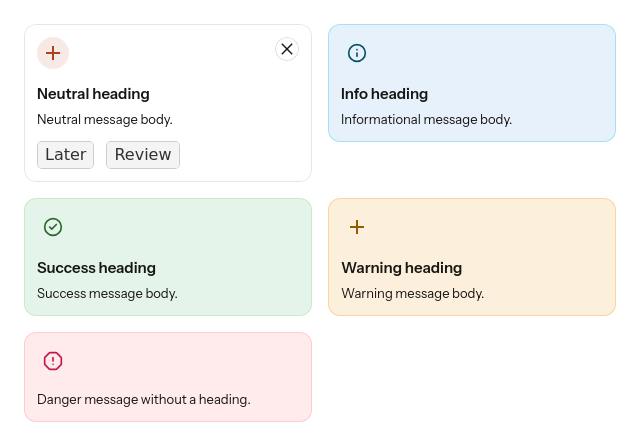 Neutral heading
Neutral message body.
Later Review
Info heading
Informational message body.
Success heading
Success message body.
Warning heading
Warning message body.
Danger message without a heading.